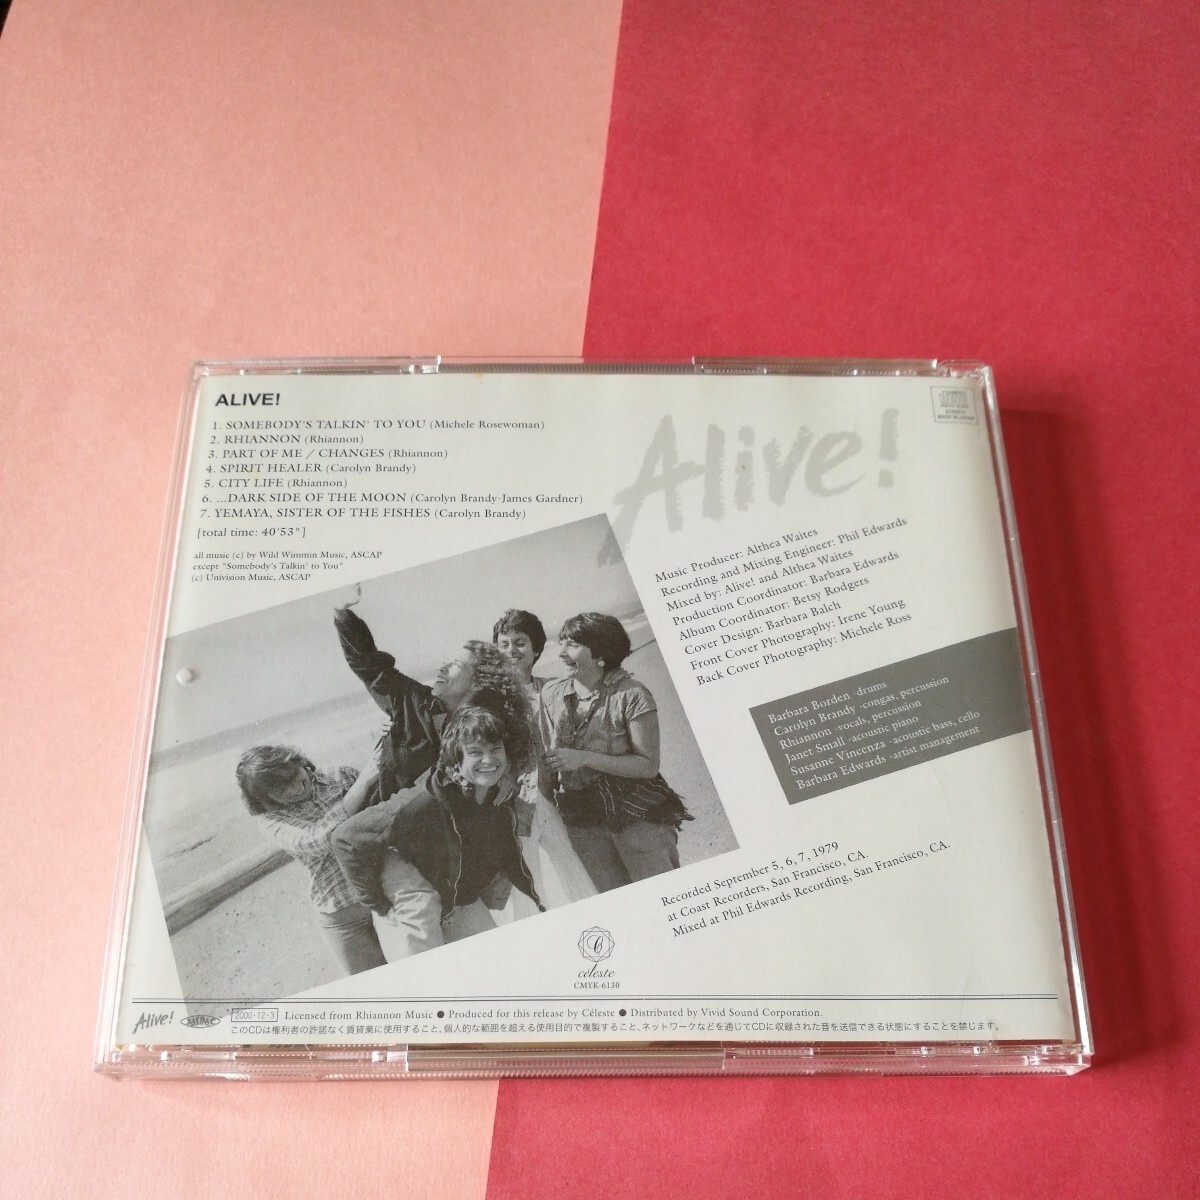 ALIVE!
1. SOMEBODY'S TALKIN' TO YOU (Michele Rosewoman)
2. RHIANNON (Rhiannon)
3. PART OF ME / CHANGES (Rhiannon)
4. SPIRIT HEALER (Carolyn Brandy)
5. CITY LIFE (Rhiannon)
6. ...DARK SIDE OF THE MOON (Carolyn Brandy-James Gardner)
7. YEMAYA, SISTER OF THE FISHES (Carolyn Brandy)
[total time: 40'53"]
all music (c) by Wild Wimmin Music, ASCAP
except "Somebody's Talkin' to You"
(c) Univision Music, ASCAP
Alive!
STEREO
MADE IN JAPAN
Music Producer: Althea Waites
Recording and Mixing Engineer: Phil Edwards
Mixed by: Alive! and Althea Waites
Production Coordinator: Barbara Edwards
Album Coordinator: Betsy Rodgers
Cover Design: Barbara Balch
Front Cover Photography: Irene Young
Back Cover Photography: Michele Ross
Barbara Borden -drums
Carolyn Brandy -congas, percussion
Rhiannon -vocals, percussion
Janet Small -acoustic piano
Susanne Vincenza -acoustic bass, cello
Barbara Edwards -artist management
Recorded September 5, 6, 7, 1979
at Coast Recorders, San Francisco, CA.
Mixed at Phil Edwards Recording, San Francisco, CA.
céleste
CMYK-6130
Alive! JASRAC 2000・12・3 Licensed from Rhiannon Music ● Produced for this release by Céleste ● Distributed by Vivid Sound Corporation.
このCDは権利者の許諾なく賃貸業に使用すること、個人的な範囲を超える使用目的で複製すること、ネットワークなどを通じてCDに収録された音を送信できる状態にすることを禁じます。